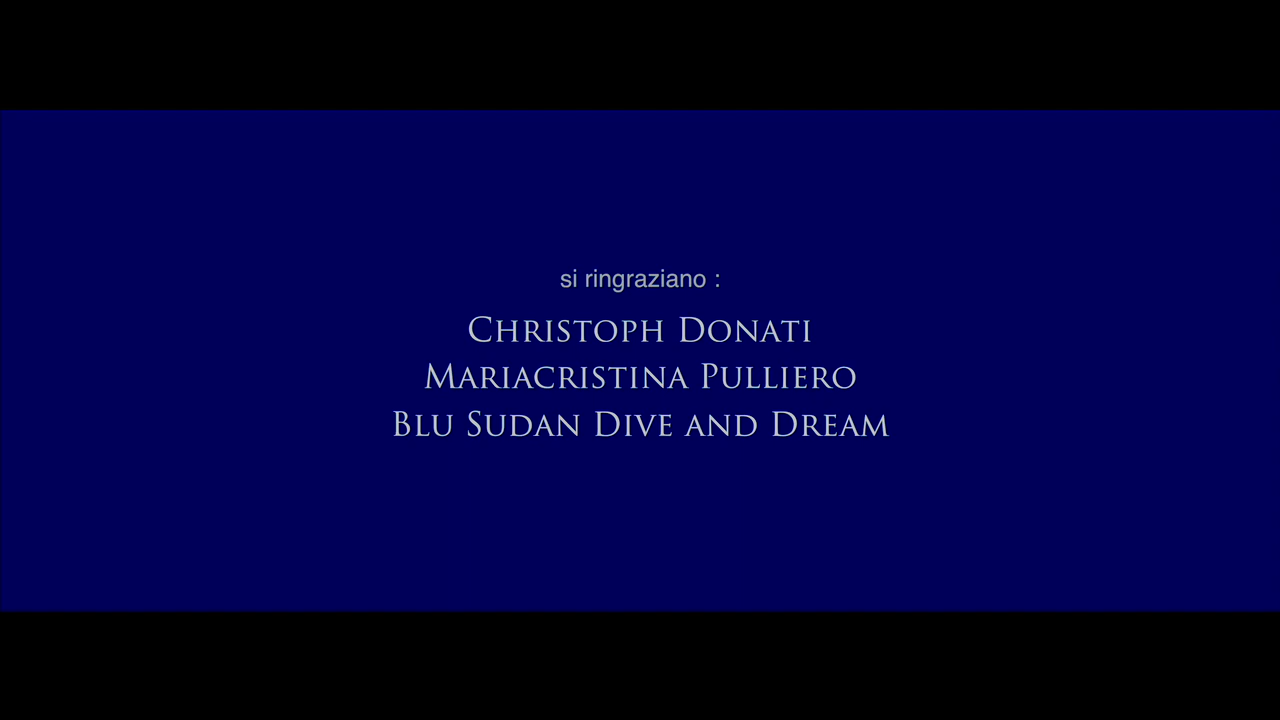 si ringraziano :
Christoph Donati
Mariacristina Pulliero
Blu Sudan Dive and Dream